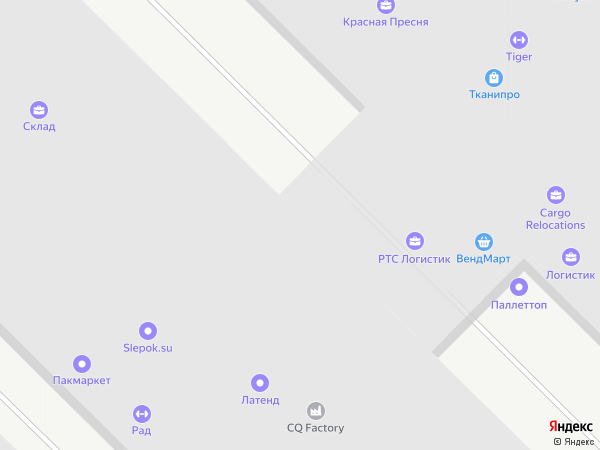 Красная Пресня
Tiger
Тканипро
Склад
Cargo
Relocations
РТС Логистик
ВендМарт
Логистик
Паллеттоп
Slepok.su
Пакмаркет
Латенд
Рад
CQ Factory
Яндекс
© Яндекс